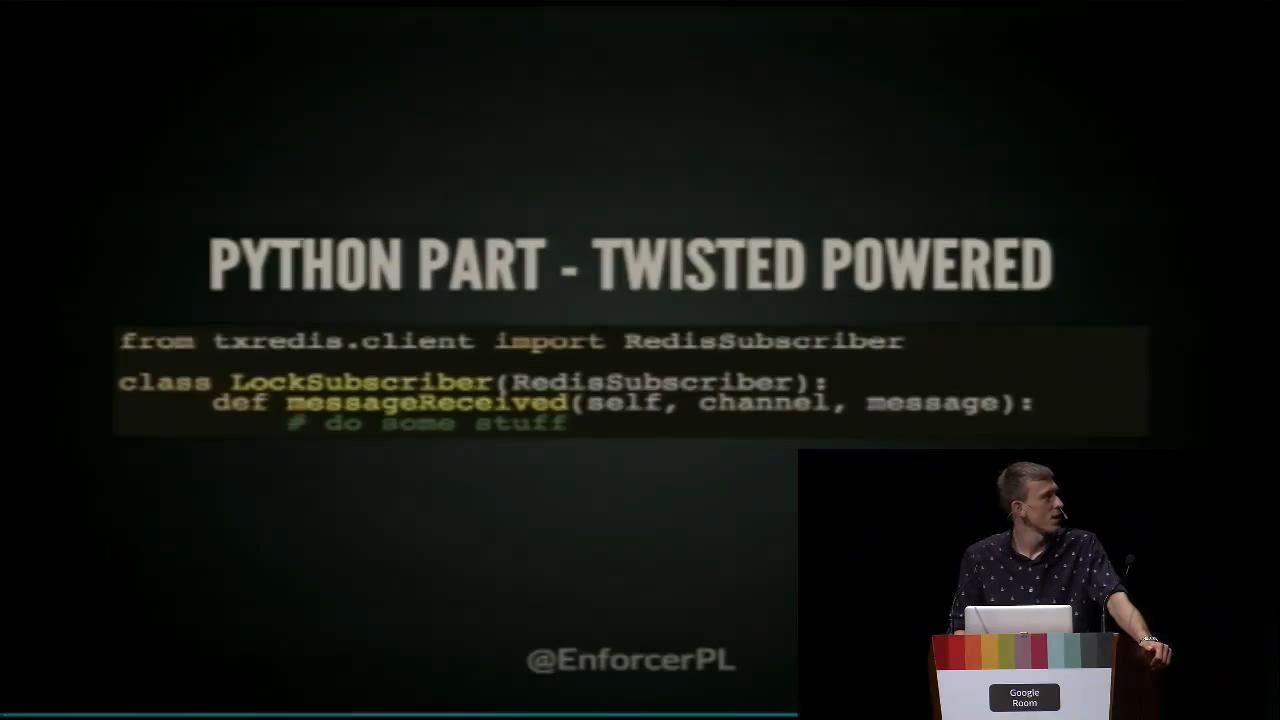 PYTHON PART - TWISTED POWERED
from txredis.client import RedisSubscriber
class LockSubscriber(RedisSubscriber):
def messageReceived(self, channel, message):
# do some stuff
@EnforcerPL
Google
Room